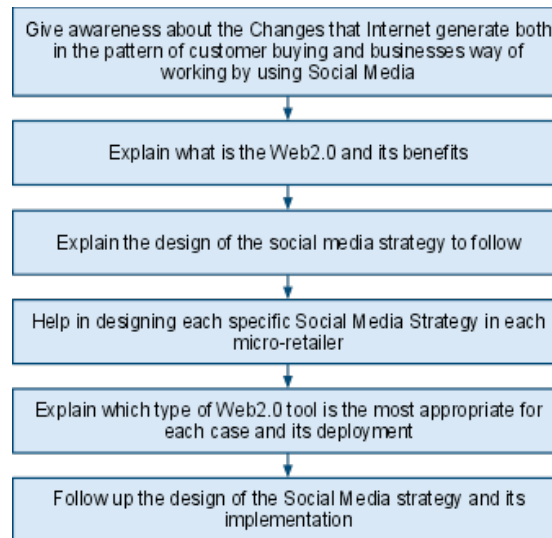 Give awareness about the Changes that Internet generate both
in the pattern of customer buying and businesses way of
working by using Social Media
Explain what is the Web2.0 and its benefits
Explain the design of the social media strategy to follow
Help in designing each specific Social Media Strategy in each
micro-retailer
Explain which type of Web2.0 tool is the most appropriate for
each case and its deployment
Follow up the design of the Social Media strategy and its
implementation